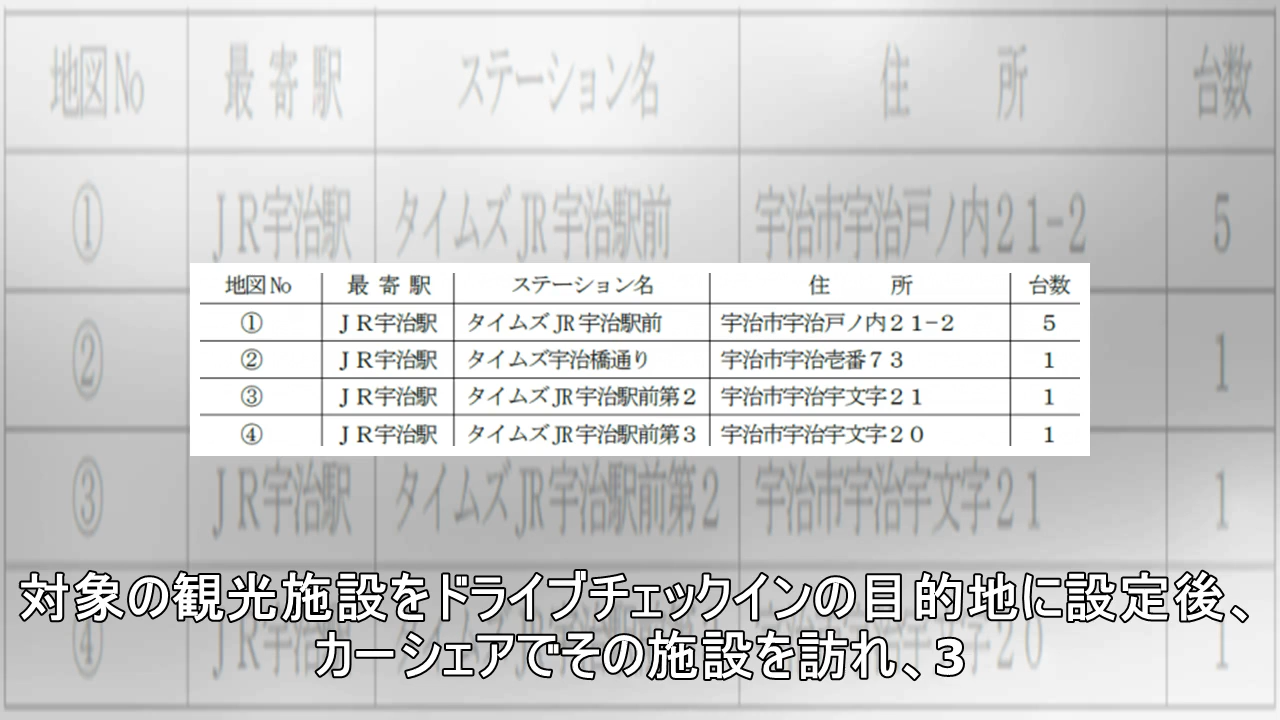 地図No 最寄駅 ステーション名 住所 台数
① JR宇治駅 タイムズJR宇治駅前 宇治市宇治戸ノ内21-2 5
② JR宇治駅 タイムズ宇治橋通り 宇治市宇治壱番73 1
③ JR宇治駅 タイムズJR宇治駅前第2 宇治市宇治宇文字21 1
④ JR宇治駅 タイムズJR宇治駅前第3 宇治市宇治宇文字20 1
対象の観光施設をドライブチェックインの目的地に設定後、
カーシェアでその施設を訪れ、3